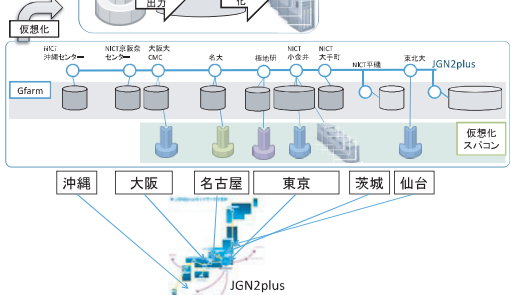 出力
化
仮想化
NICT
沖縄センター
NICT京阪奈
センター
大阪大
CMC
名大
極地研
NICT
小金井
NICT
大手町
NICT平磯
東北大
JGN2plus
Gfarm
仮想化
スパコン
沖縄
大阪
名古屋
東京
茨城
仙台
JGN2plus